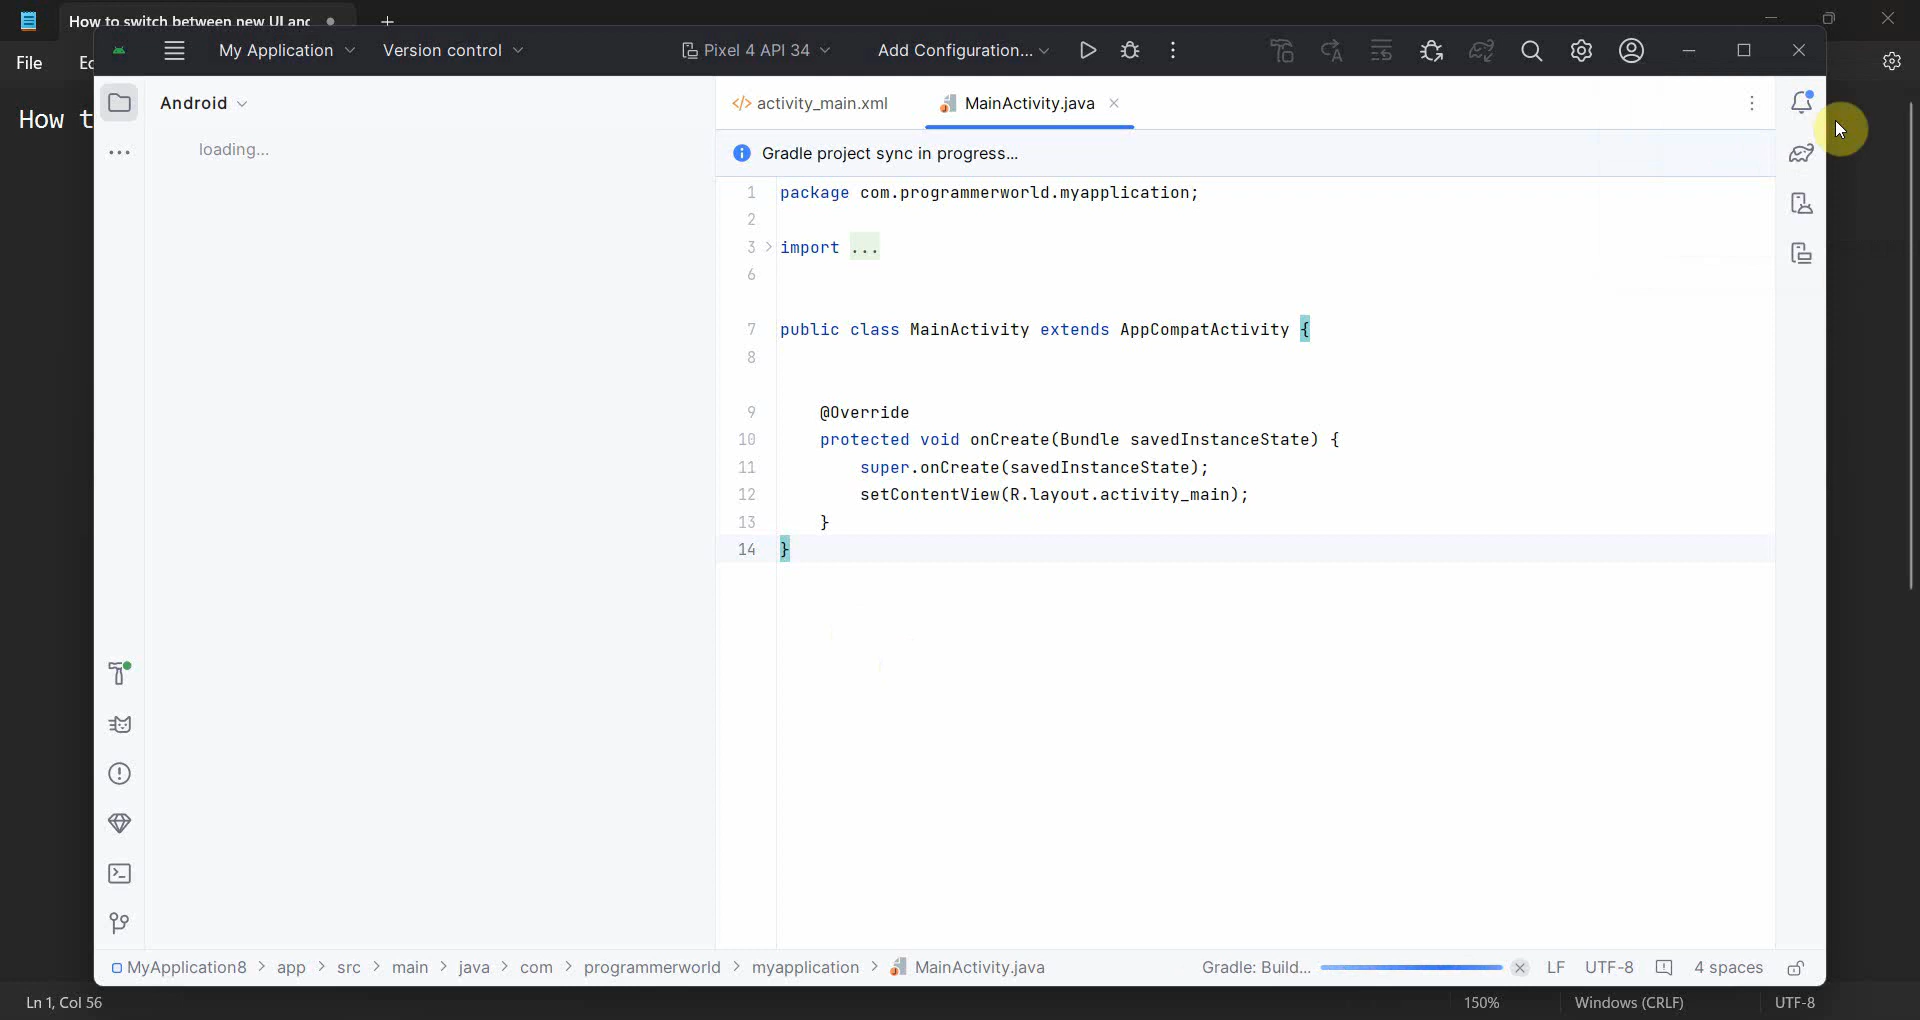 How to switch between new UI anc
File
How t
My Application
Version control
Pixel 4 API 34
Add Configuration...
Android
loading...
activity_main.xml
MainActivity.java
Gradle project sync in progress...
1 package com.programmerworld.myapplication;
2
3 import ...
6
7 public class MainActivity extends AppCompatActivity {
8
9 @Override
10 protected void onCreate(Bundle savedInstanceState) {
11 super.onCreate(savedInstanceState);
12 setContentView(R.layout.activity_main);
13 }
14 }
MyApplication8 > app > src > main > java > com > programmerworld > myapplication > MainActivity.java
Gradle: Build...
LF
UTF-8
4 spaces
Ln 1, Col 56
150%
Windows (CRLF)
UTF-8